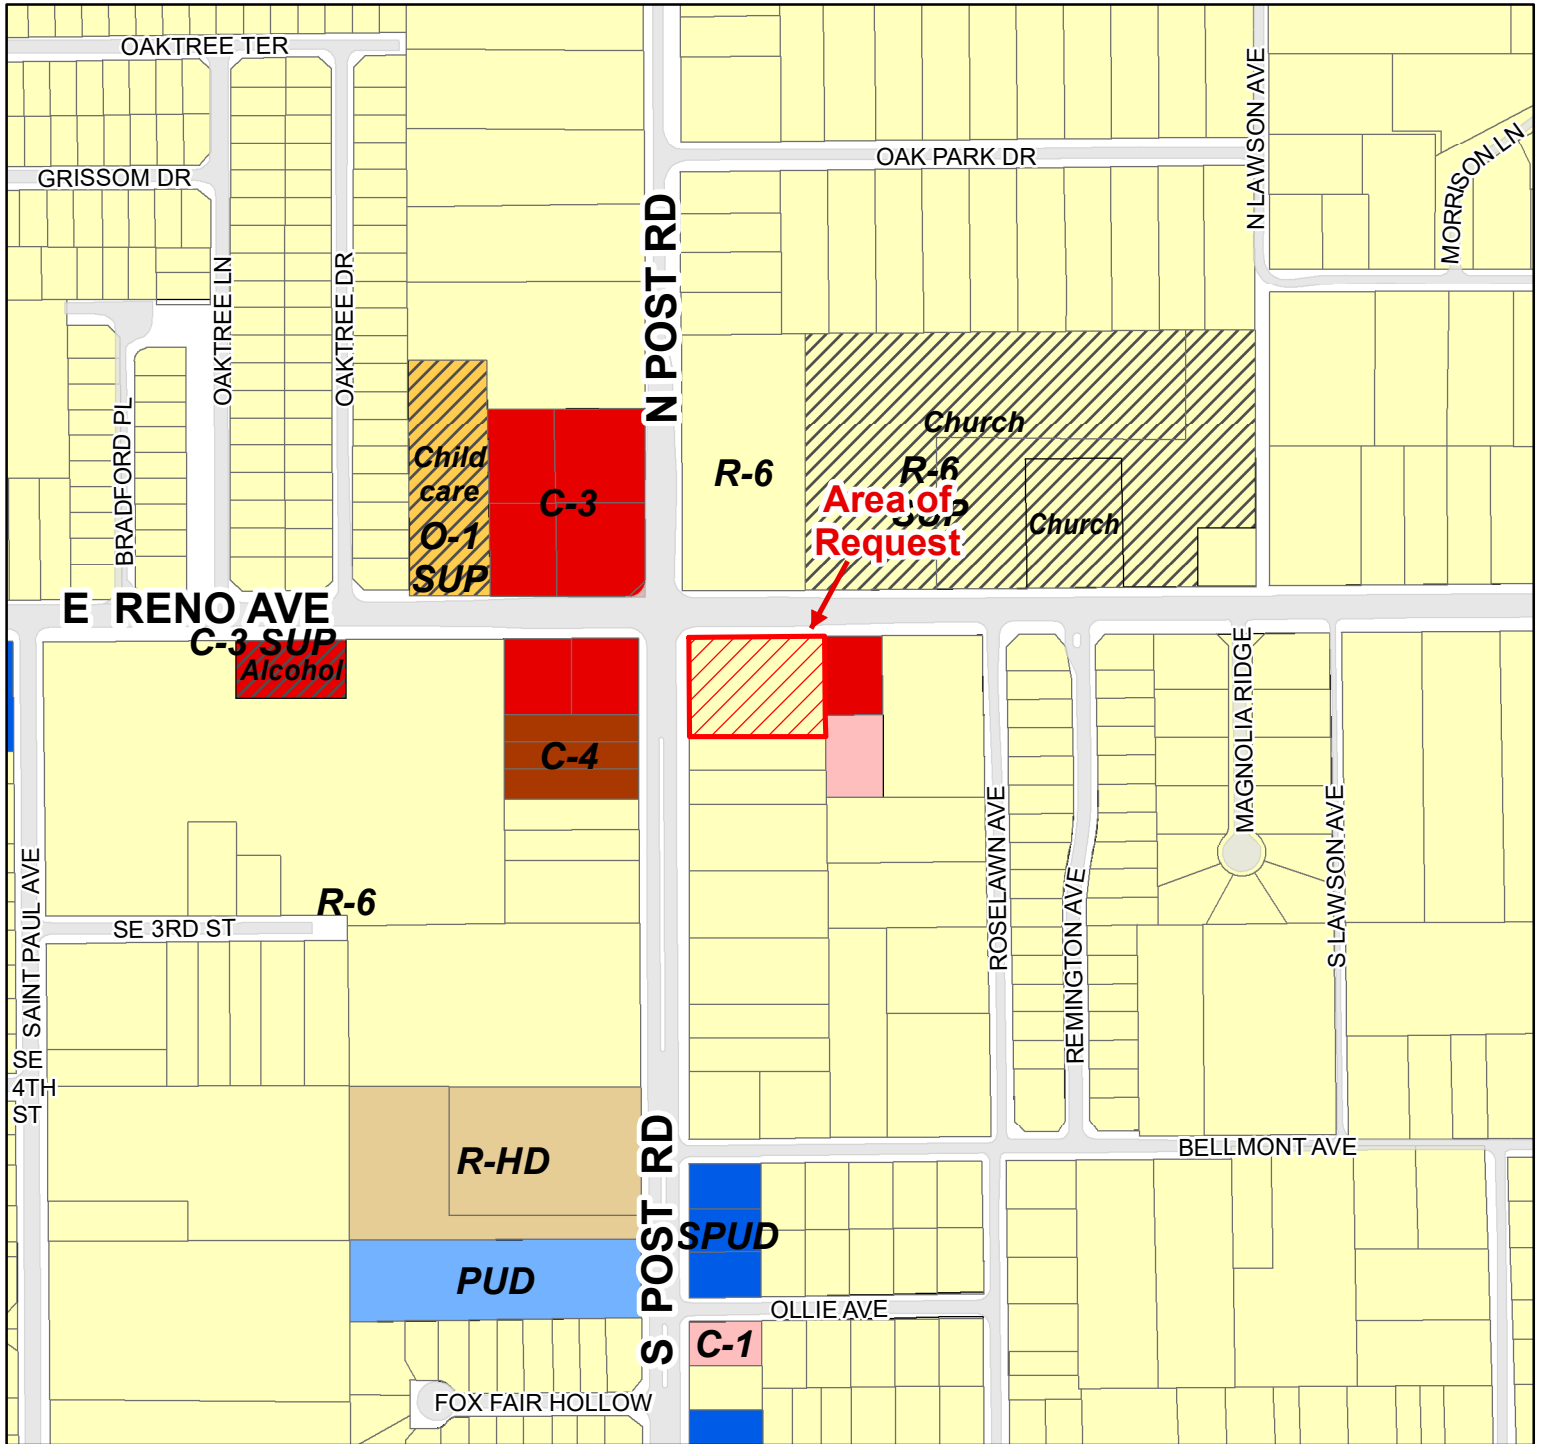 OAKTREE TER
N LAWSON AVE
OAK PARK DR
MORRISON LN
GRISSOM DR
N POST RD
OAKTREE LN
OAKTREE DR
BRADFORD PL
Church
Child
care
R-6
R-6
SUP
C-3
Area of
Request
Church
O-1
SUP
E RENO AVE
C-3 SUP
Alcohol
MAGNOLIA RIDGE
C-4
ROSELAWN AVE
S LAWSON AVE
SAINT PAUL AVE
REMINGTON AVE
R-6
SE 3RD ST
SE
4TH
ST
S POST RD
BELLMONT AVE
R-HD
SPUD
PUD
OLLIE AVE
C-1
FOX FAIR HOLLOW